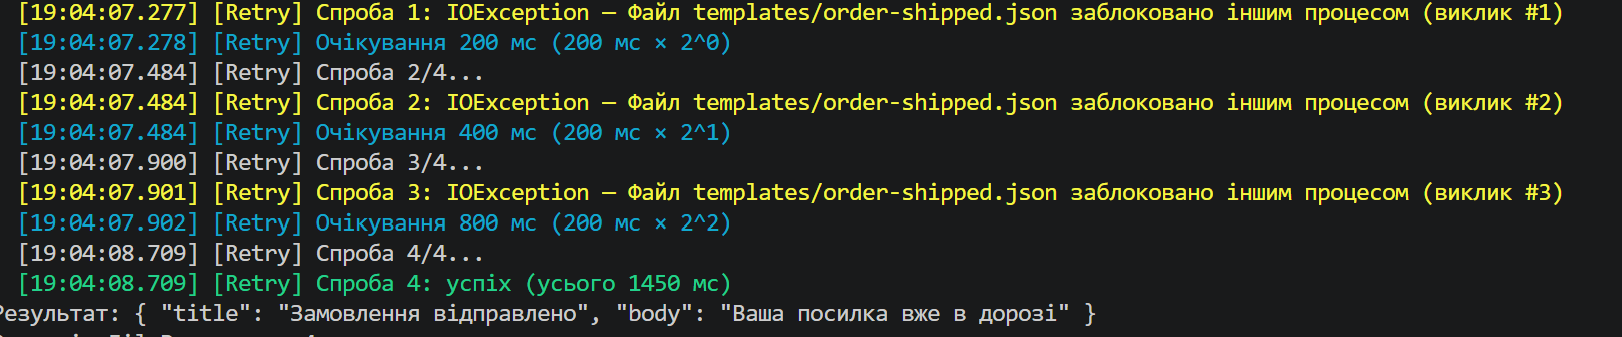 [19:04:07.277] [Retry] Спроба 1: IOException — Файл templates/order-shipped.json заблоковано іншим процесом (виклик #1)
[19:04:07.278] [Retry] Очікування 200 мс (200 мс × 2^0)
[19:04:07.484] [Retry] Спроба 2/4...
[19:04:07.484] [Retry] Спроба 2: IOException — Файл templates/order-shipped.json заблоковано іншим процесом (виклик #2)
[19:04:07.484] [Retry] Очікування 400 мс (200 мс × 2^1)
[19:04:07.900] [Retry] Спроба 3/4...
[19:04:07.901] [Retry] Спроба 3: IOException — Файл templates/order-shipped.json заблоковано іншим процесом (виклик #3)
[19:04:07.902] [Retry] Очікування 800 мс (200 мс × 2^2)
[19:04:08.709] [Retry] Спроба 4/4...
[19:04:08.709] [Retry] Спроба 4: успіх (усього 1450 мс)
Результат: { "title": "Замовлення відправлено", "body": "Ваша посилка вже в дорозі" }